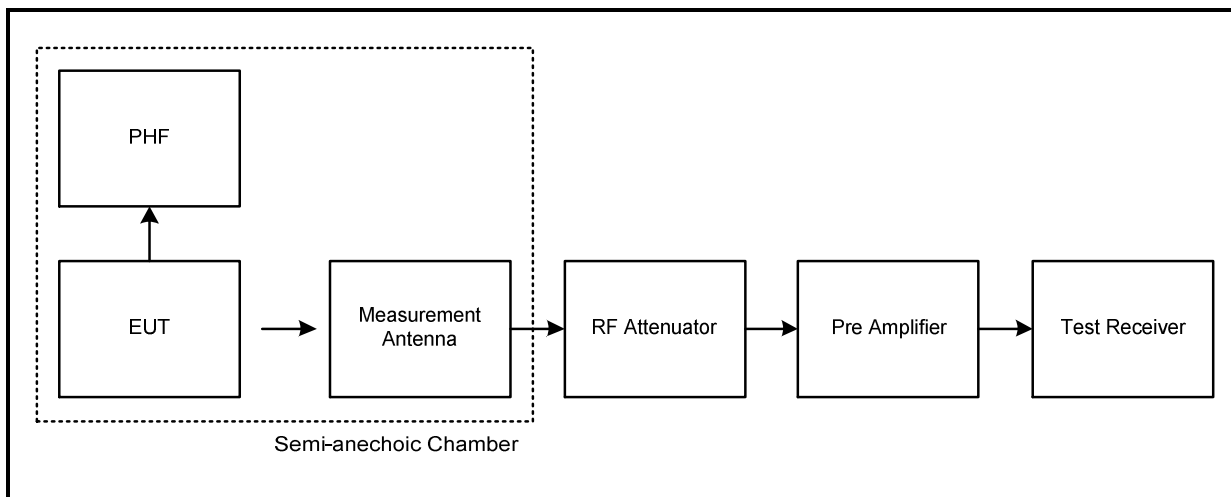 PHF
EUT
Measurement
Antenna
RF Attenuator
Pre Amplifier
Test Receiver
Semi-anechoic Chamber